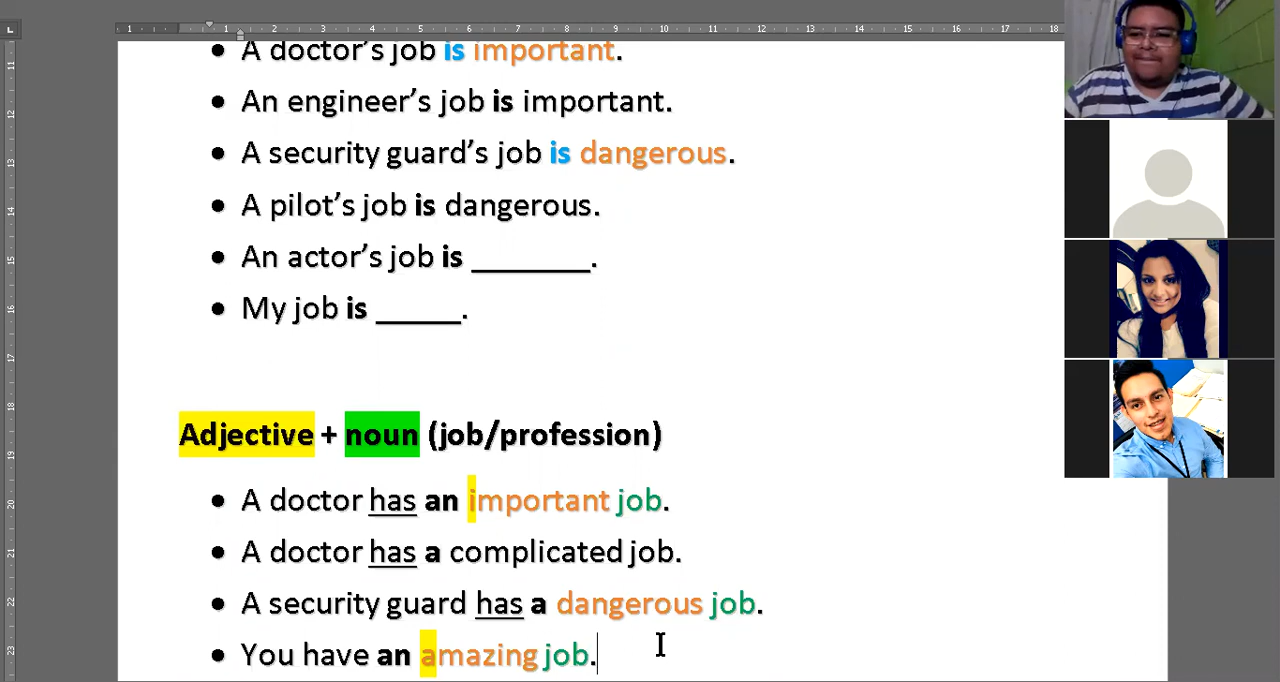 A doctor's job is important.
An engineer's job is important.
A security guard's job is dangerous.
A pilot's job is dangerous.
An actor's job is _______.
My job is _____.
Adjective + noun (job/profession)
A doctor has an important job.
A doctor has a complicated job.
A security guard has a dangerous job.
You have an amazing job.